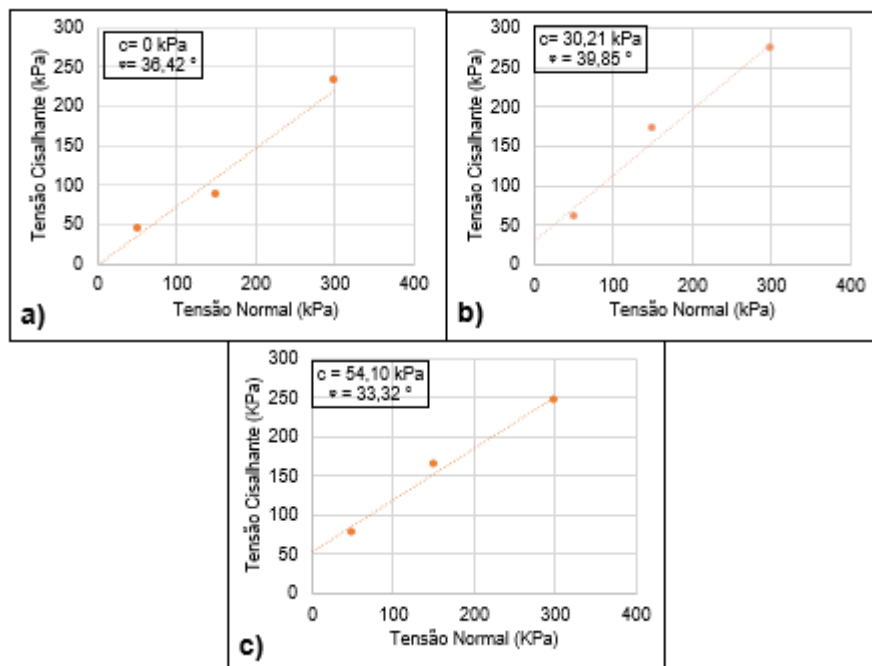 c= 0 kPa
φ= 36,42 º
Tensão Cisalhante (kPa)
300
250
200
150
100
50
0
0 100 200 300 400
Tensão Normal (kPa)
a)
c= 30,21 kPa
φ= 39,85 º
Tensão Cisalhante (kPa)
300
250
200
150
100
50
0
0 100 200 300 400
Tensão Normal (kPa)
b)
c = 54,10 kPa
φ = 33,32 º
Tensão Cisalhante (KPa)
300
250
200
150
100
50
0
0 100 200 300 400
Tensão Normal (KPa)
c)